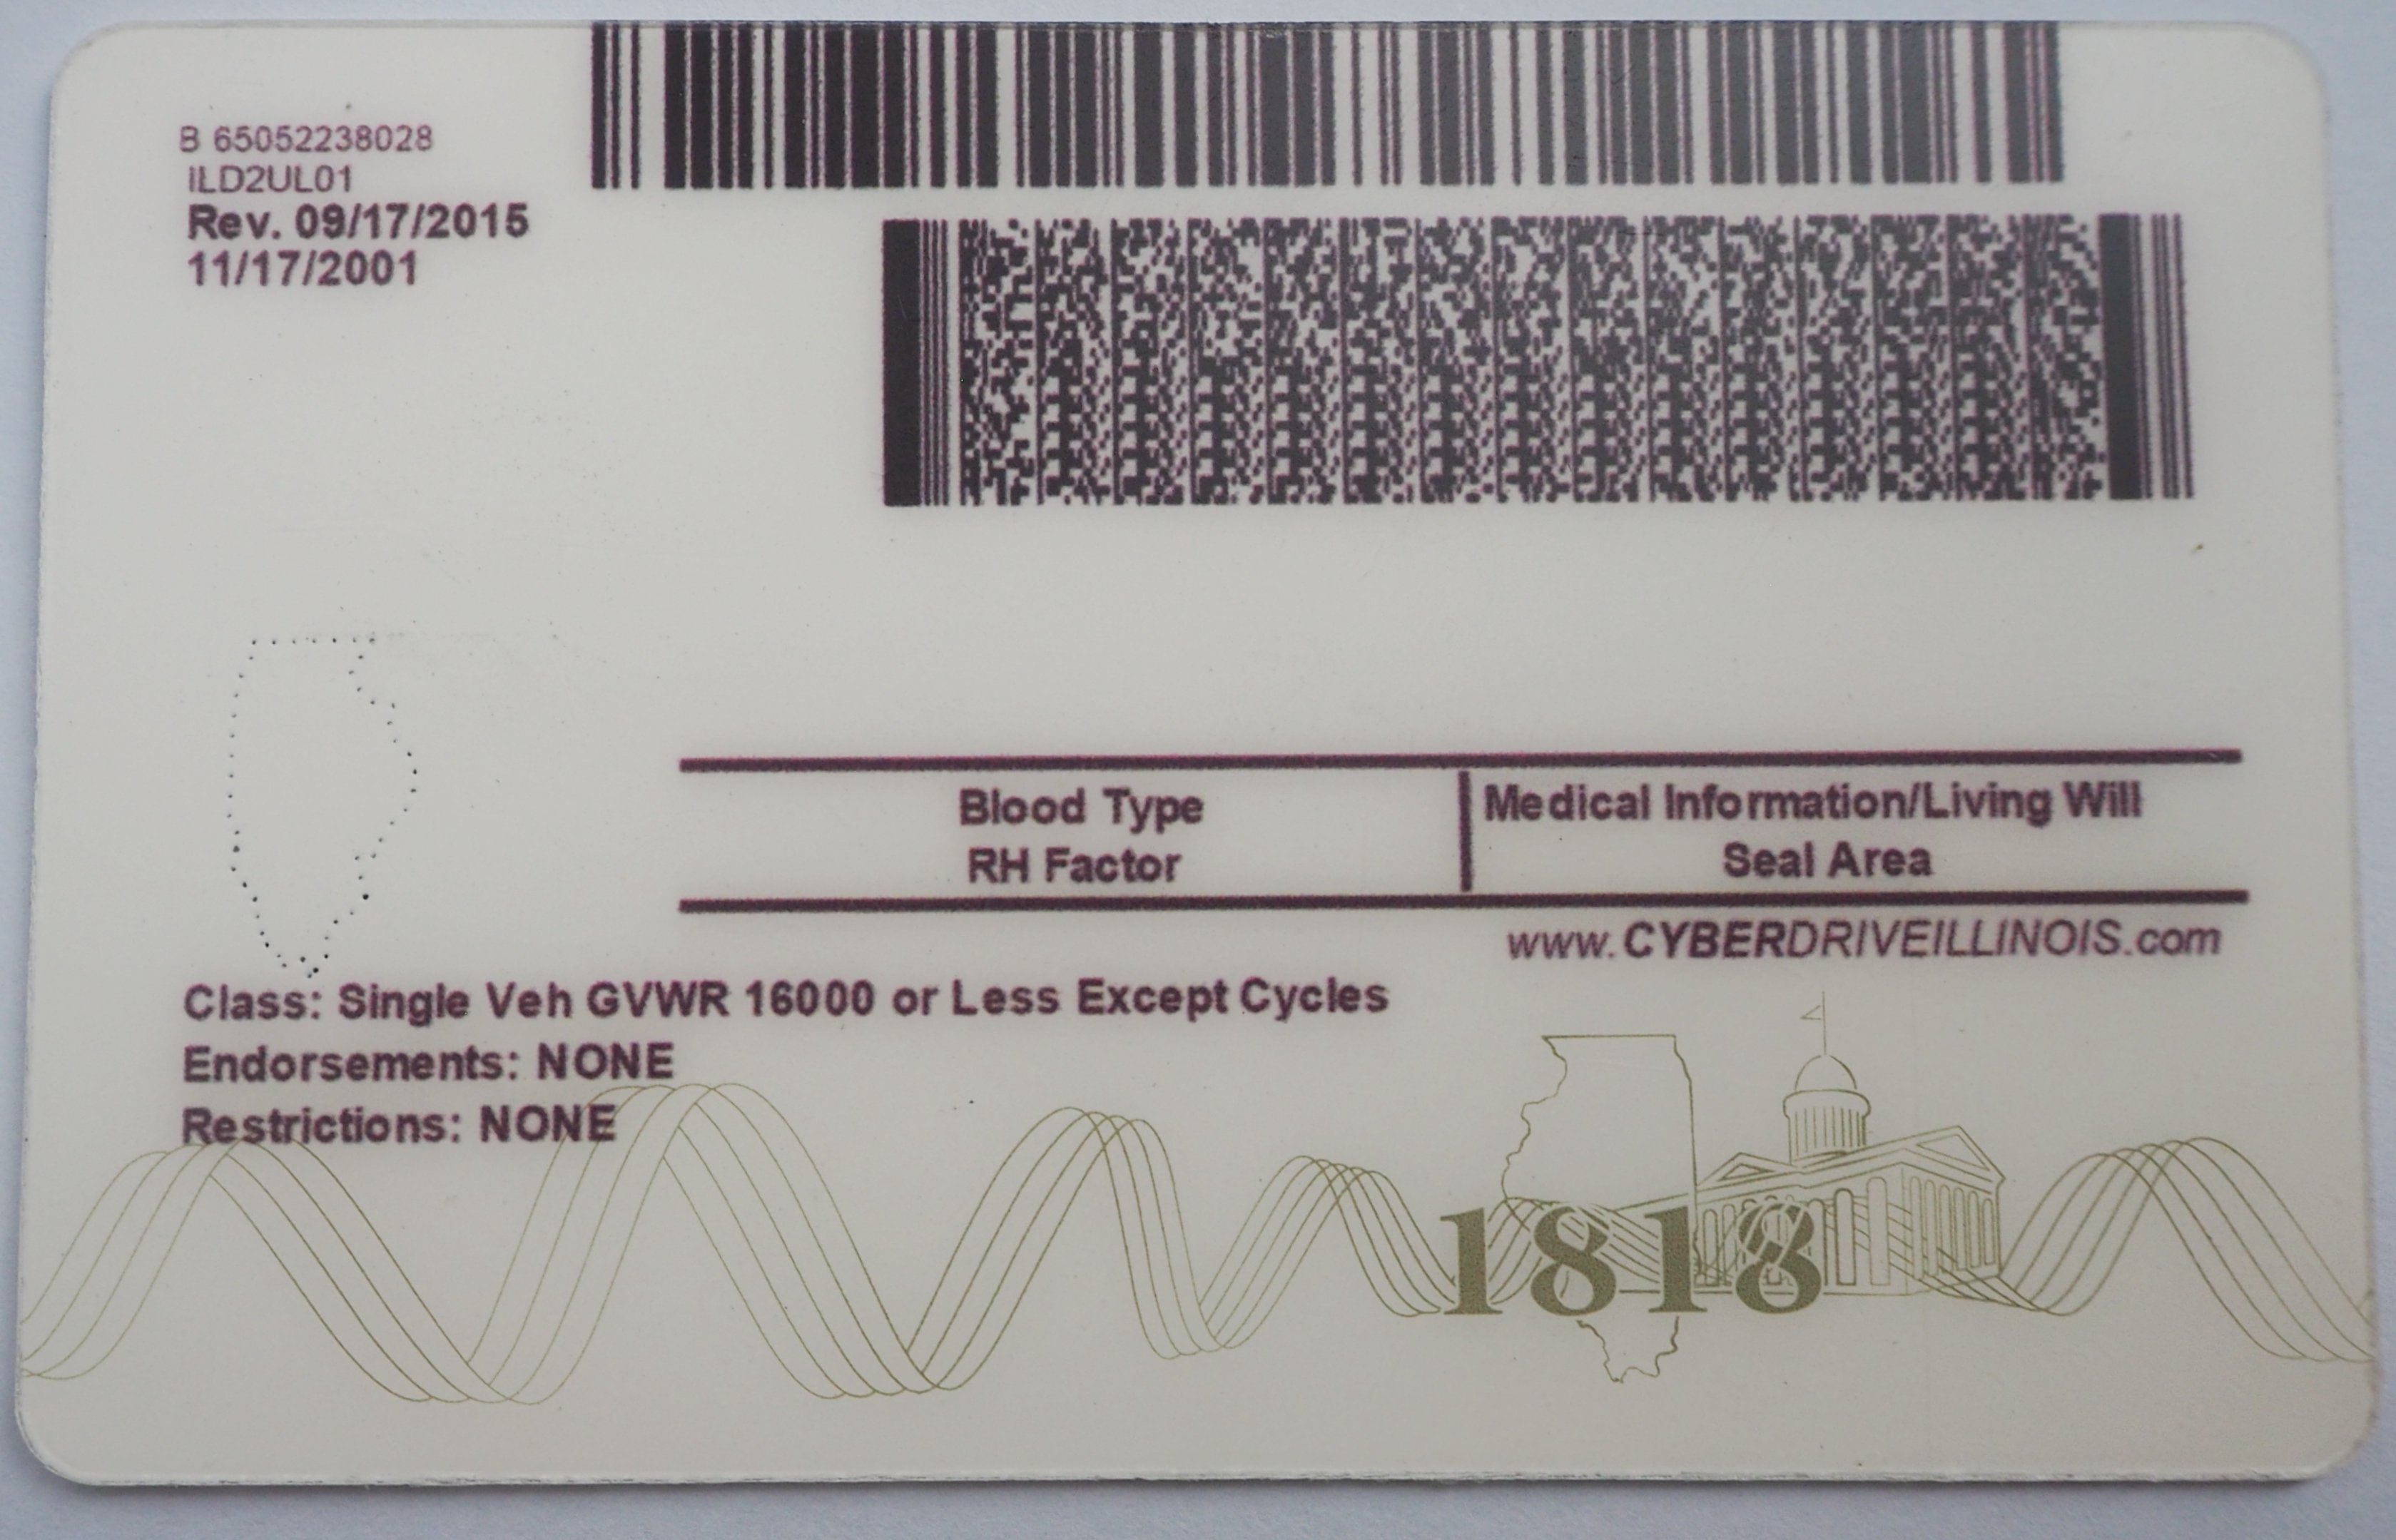 B 65052238028
ILD2UL01
Rev. 09/17/2015
11/17/2001
Blood Type
RH Factor
Medical Information/Living Will
Seal Area
www.CYBERDRIVEILLINOIS.com
Class: Single Veh GVWR 16000 or Less Except Cycles
Endorsements: NONE
Restrictions: NONE
1818